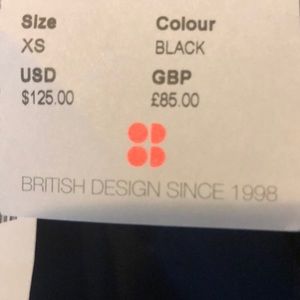 Size Colour
XS BLACK
USD GBP
$125.00 £85.00
BRITISH DESIGN SINCE 1998